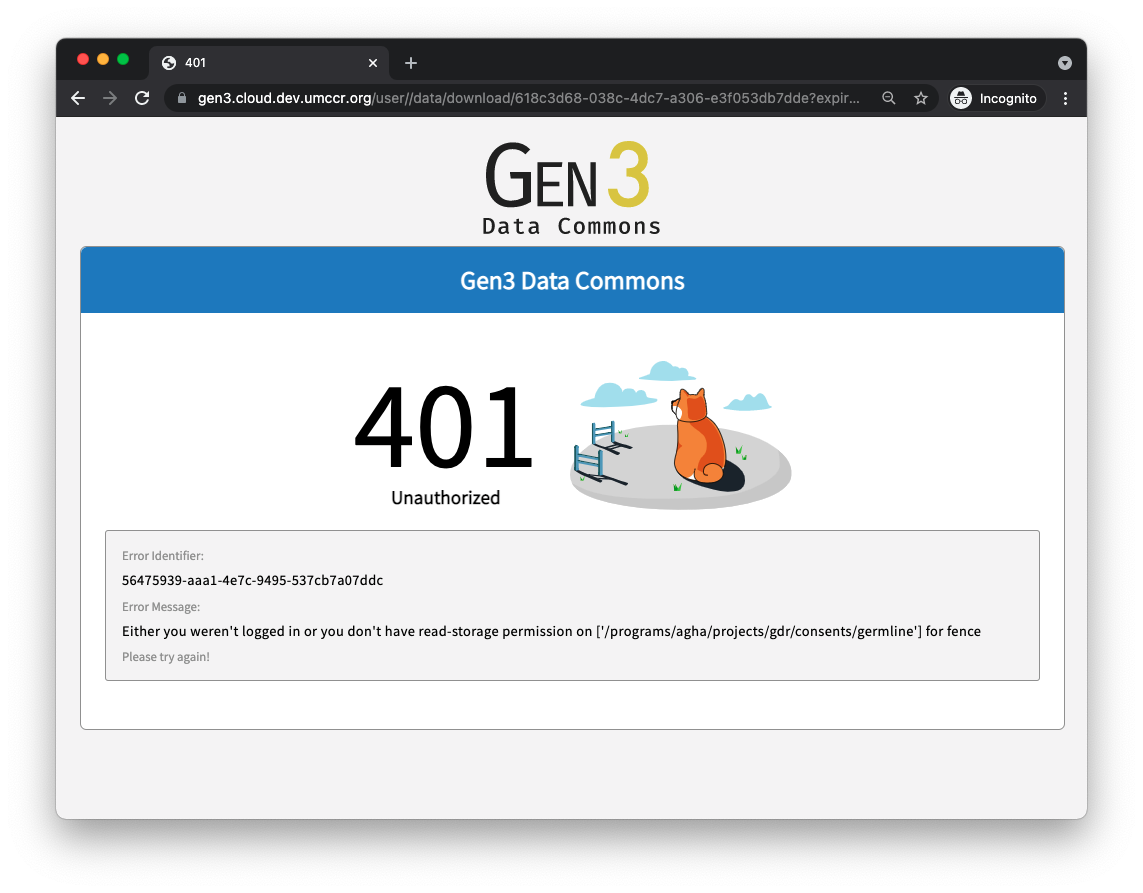 401
gen3.cloud.dev.umccr.org/user//data/download/618c3d68-038c-4dc7-a306-e3f053db7dde?expir...
Incognito
GEN3
Data Commons
Gen3 Data Commons
401
Unauthorized
Error Identifier:
56475939-aaa1-4e7c-9495-537cb7a07ddc
Error Message:
Either you weren't logged in or you don't have read-storage permission on ['/programs/agha/projects/gdr/consents/germline'] for fence
Please try again!